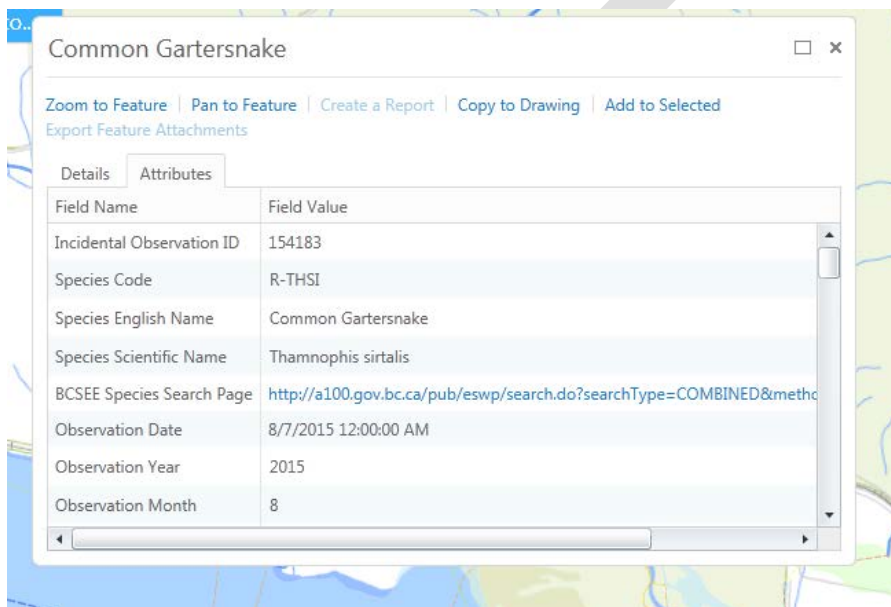 to...
Common Gartersnake
Zoom to Feature | Pan to Feature | Create a Report | Copy to Drawing | Add to Selected
Export Feature Attachments
Details Attributes
Field Name Field Value
Incidental Observation ID 154183
Species Code R-THSI
Species English Name Common Gartersnake
Species Scientific Name Thamnophis sirtalis
BCSEE Species Search Page http://a100.gov.bc.ca/pub/eswp/search.do?searchType=COMBINED&metho
Observation Date 8/7/2015 12:00:00 AM
Observation Year 2015
Observation Month 8